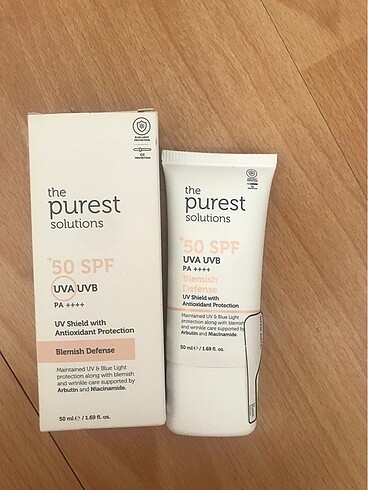 the
purest
solutions
+50 SPF
UVA UVB
PA ++++
UV Shield with
Antioxidant Protection
Blemish Defense
Maintained UV & Blue Light
protection along with blemish
and wrinkle care supported by
Arbutin and Niacinamide.
50 ml ℮ / 1.69 fl. oz.
the
purest
solutions
+50 SPF
UVA UVB
PA ++++
Blemish
Defense
UV Shield with
Antioxidant Protection
Maintained UV & Blue Light
protection along with blemish
and wrinkle care supported by
Arbutin and Niacinamide.
50 ml ℮ / 1.69 fl. oz.